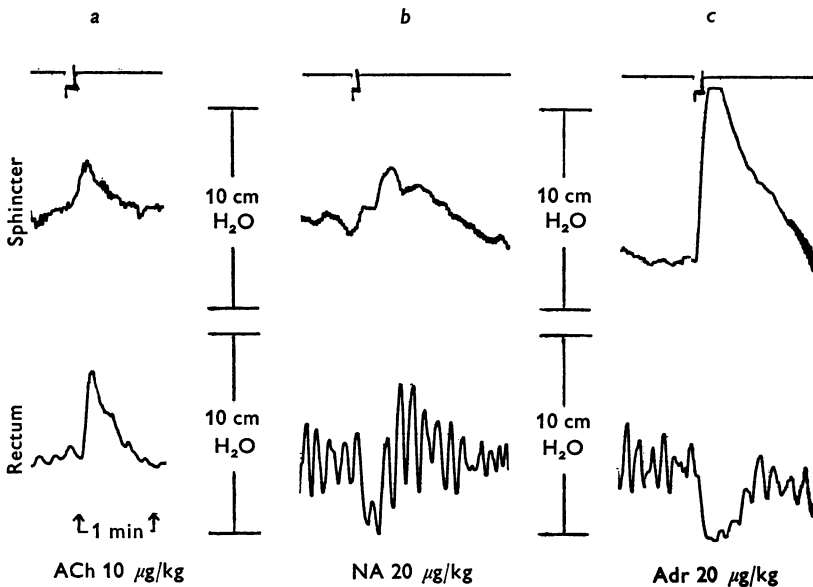 a b c
Sphincter
10 cm
H₂O
10 cm
H₂O
Rectum
10 cm
H₂O
10 cm
H₂O
1 min
ACh 10 μg/kg NA 20 μg/kg Adr 20 μg/kg